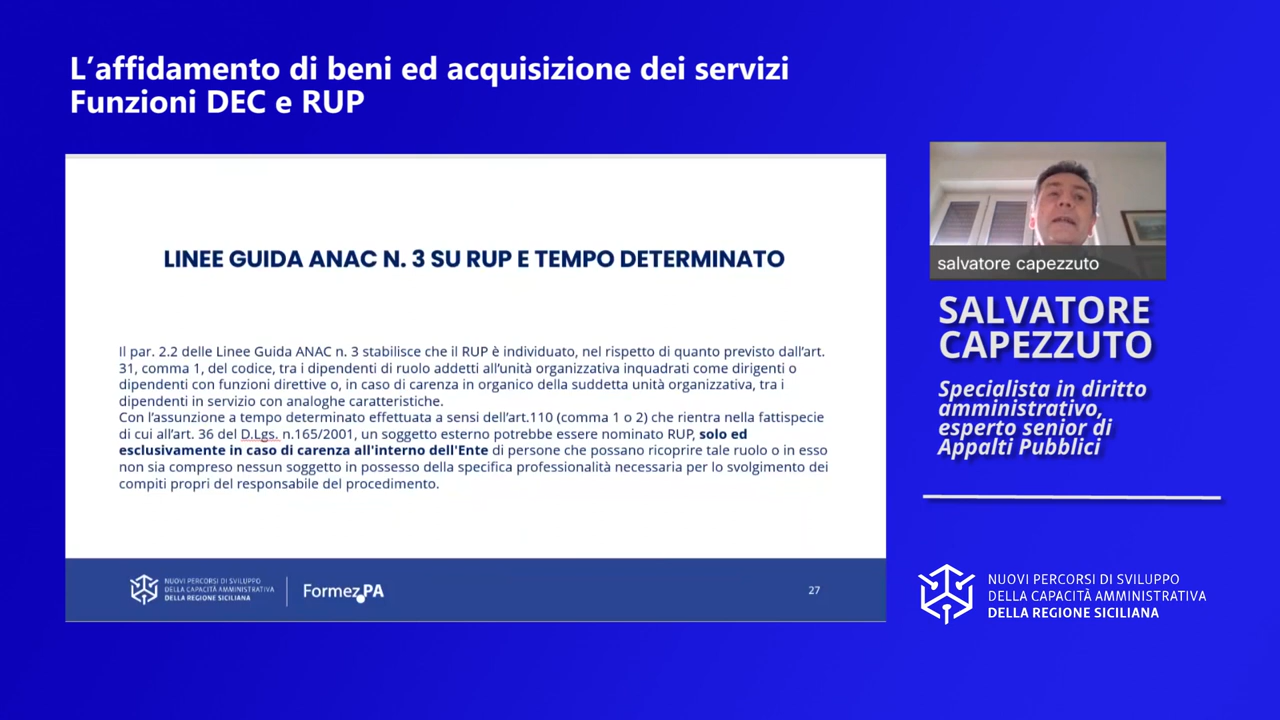 L'affidamento di beni ed acquisizione dei servizi
Funzioni DEC e RUP
LINEE GUIDA ANAC N. 3 SU RUP E TEMPO DETERMINATO
Il par. 2.2 delle Linee Guida ANAC n. 3 stabilisce che il RUP è individuato, nel rispetto di quanto previsto dall'art.
31, comma 1, del codice, tra i dipendenti di ruolo addetti all'unità organizzativa inquadrati come dirigenti o
dipendenti con funzioni direttive o, in caso di carenza in organico della suddetta unità organizzativa, tra i
dipendenti in servizio con analoghe caratteristiche.
Con l'assunzione a tempo determinato effettuata a sensi dell'art.110 (comma 1 o 2) che rientra nella fattispecie
di cui all'art. 36 del D.Lgs. n.165/2001, un soggetto esterno potrebbe essere nominato RUP, solo ed
esclusivamente in caso di carenza all'interno dell'Ente di persone che possano ricoprire tale ruolo o in esso
non sia compreso nessun soggetto in possesso della specifica professionalità necessaria per lo svolgimento dei
compiti propri del responsabile del procedimento.
NUOVI PERCORSI DI SVILUPPO
DELLA CAPACITÀ AMMINISTRATIVA
DELLA REGIONE SICILIANA
FormezPA
27
salvatore capezzuto
SALVATORE
CAPEZZUTO
Specialista in diritto
amministrativo,
esperto senior di
Appalti Pubblici
NUOVI PERCORSI DI SVILUPPO
DELLA CAPACITÀ AMMINISTRATIVA
DELLA REGIONE SICILIANA